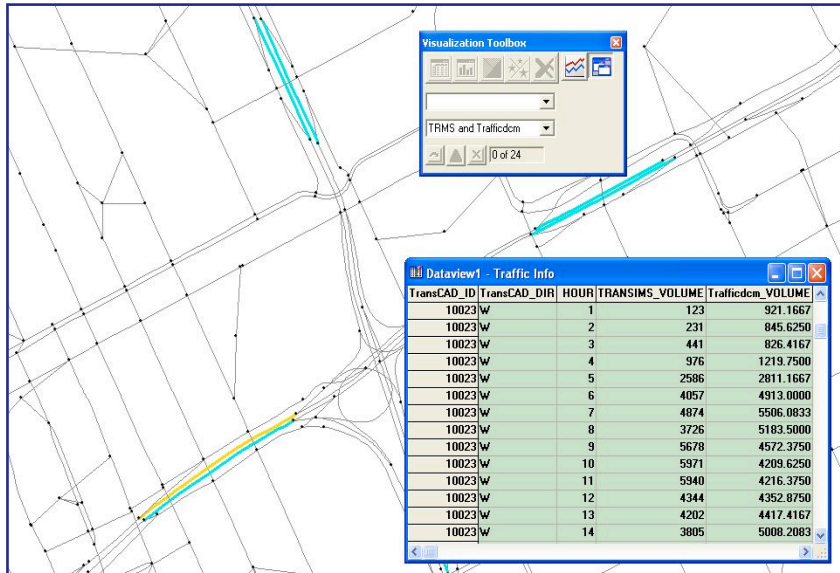 Visualization Toolbox
TRMS and Trafficdcm
0 of 24
Dataview1 - Traffic Info
TransCAD_ID TransCAD_DIR HOUR TRANSIMS_VOLUME Trafficdcm_VOLUME
10023 W 1 123 921.1667
10023 W 2 231 845.6250
10023 W 3 441 826.4167
10023 W 4 976 1219.7500
10023 W 5 2586 2811.1667
10023 W 6 4057 4913.0000
10023 W 7 4874 5506.0833
10023 W 8 3726 5183.5000
10023 W 9 5678 4572.3750
10023 W 10 5971 4209.6250
10023 W 11 5940 4216.3750
10023 W 12 4344 4352.8750
10023 W 13 4202 4417.4167
10023 W 14 3805 5008.2083